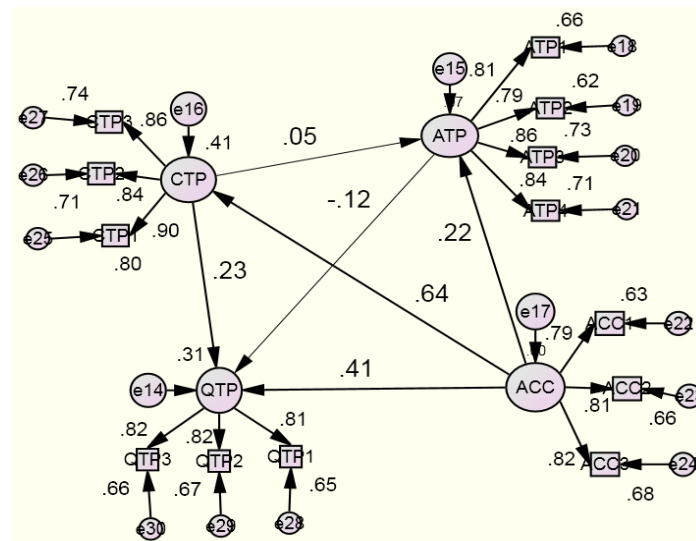 .66
ATP1
e18
e15
.81
.62
.74
.79
ATP2
e19
e27
CTP3
.86
e16
.41
.05
ATP
.86
.73
ATP3
e20
e26
CTP2
.84
CTP
.84
.71
.71
ATP4
e21
-.12
e25
CTP1
.90
.80
.22
.23
.64
.63
e17
.79
ACC1
e22
.31
.41
e14
QTP
ACC
ACC2
.81
.66
.82
.82
.81
QTP3
QTP2
QTP1
.82
ACC3
e24
.66
.67
.65
.68
e30
e29
e28